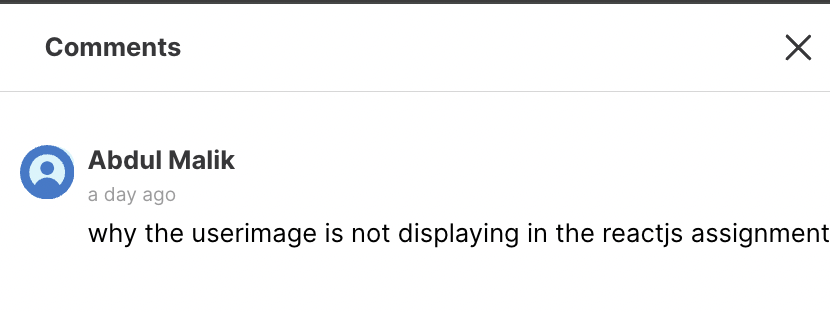 Comments
Abdul Malik
a day ago
why the userimage is not displaying in the reactjs assignment